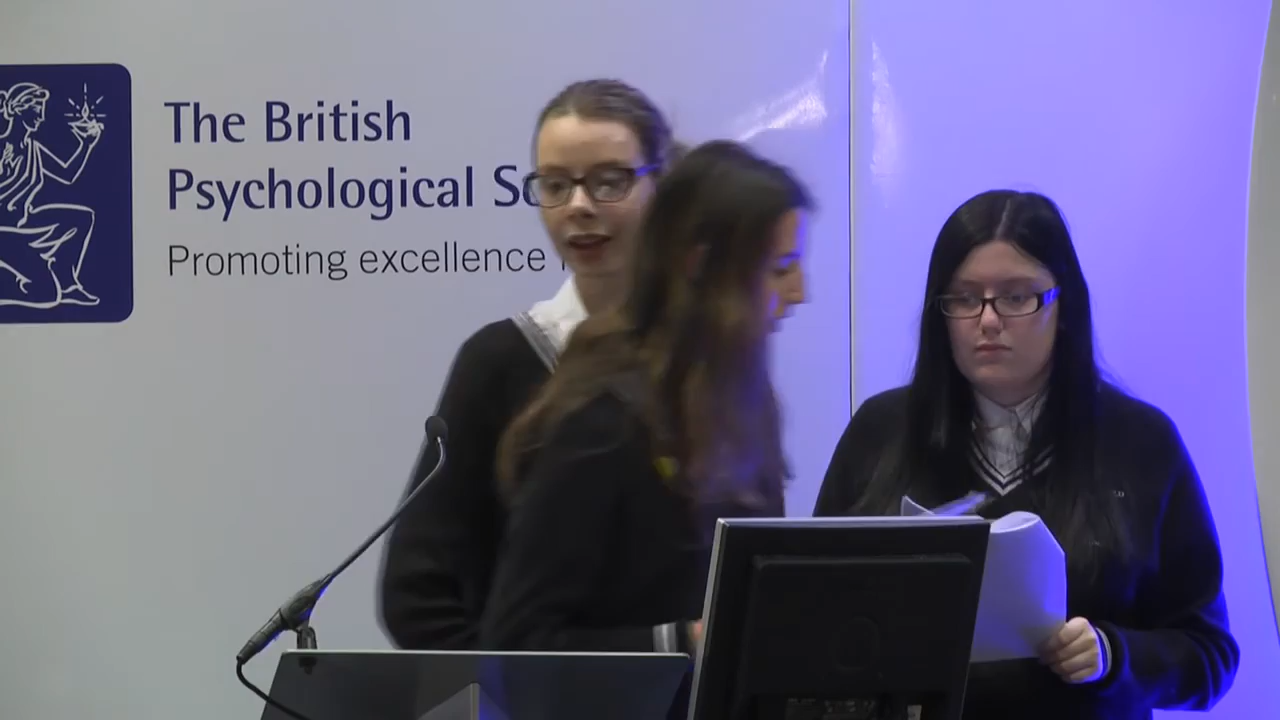 The British
Psychological
Promoting excellence